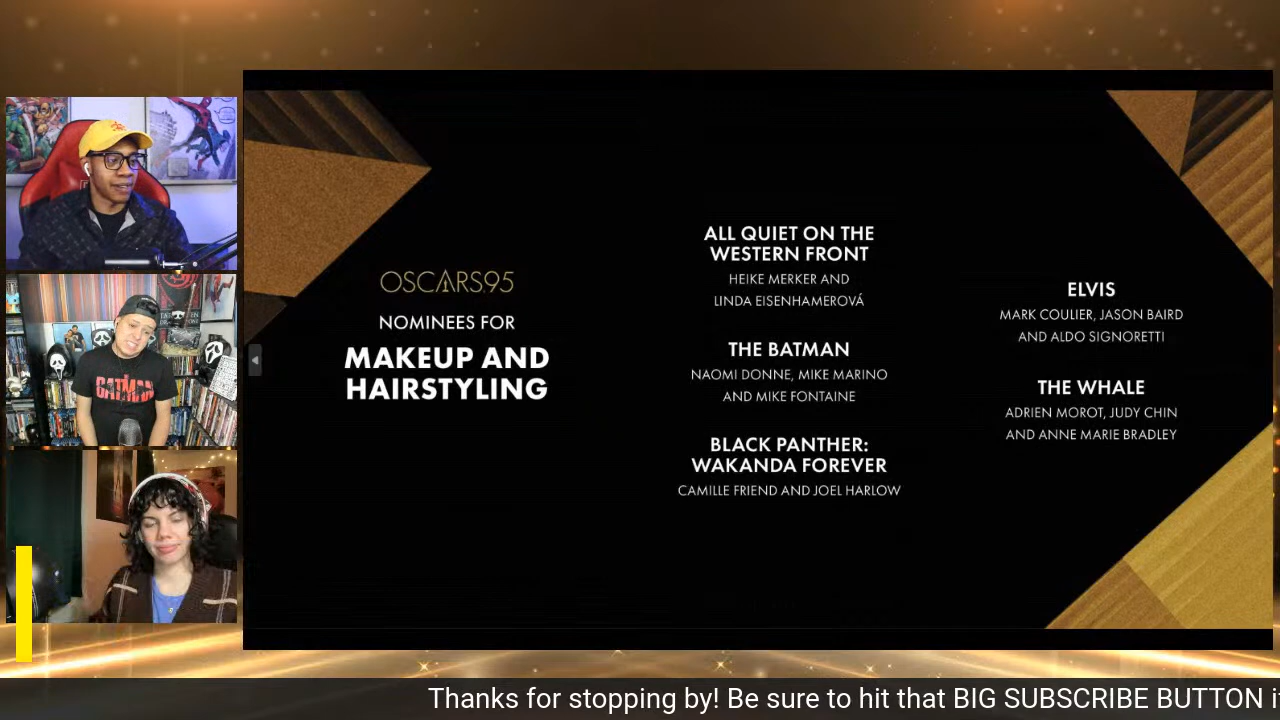 OSCARS95
NOMINEES FOR
MAKEUP AND
HAIRSTYLING
ALL QUIET ON THE
WESTERN FRONT
HEIKE MERKER AND
LINDA EISENHAMEROVÁ
THE BATMAN
NAOMI DONNE, MIKE MARINO
AND MIKE FONTAINE
BLACK PANTHER:
WAKANDA FOREVER
CAMILLE FRIEND AND JOEL HARLOW
ELVIS
MARK COULIER, JASON BAIRD
AND ALDO SIGNORETTI
THE WHALE
ADRIEN MOROT, JUDY CHIN
AND ANNE MARIE BRADLEY
BATMAN
Thanks for stopping by! Be sure to hit that BIG SUBSCRIBE BUTTON